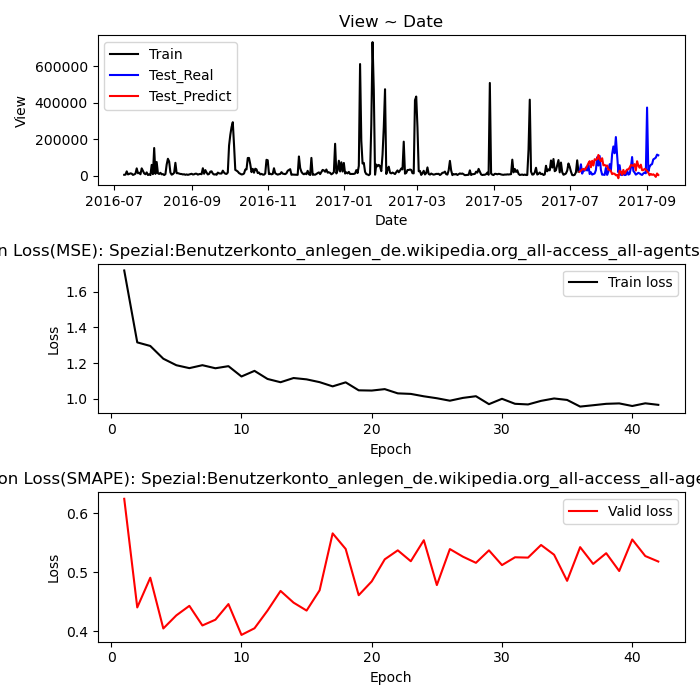 View ~ Date
View
600000
400000
200000
0
Train
Test_Real
Test_Predict
2016-07 2016-09 2016-11 2017-01 2017-03 2017-05 2017-07 2017-09
Date
n Loss(MSE): Spezial:Benutzerkonto_anlegen_de.wikipedia.org_all-access_all-agents
Loss
1.6
1.4
1.2
1.0
Train loss
0 10 20 30 40
Epoch
on Loss(SMAPE): Spezial:Benutzerkonto_anlegen_de.wikipedia.org_all-access_all-age
Loss
0.6
0.5
0.4
Valid loss
0 10 20 30 40
Epoch